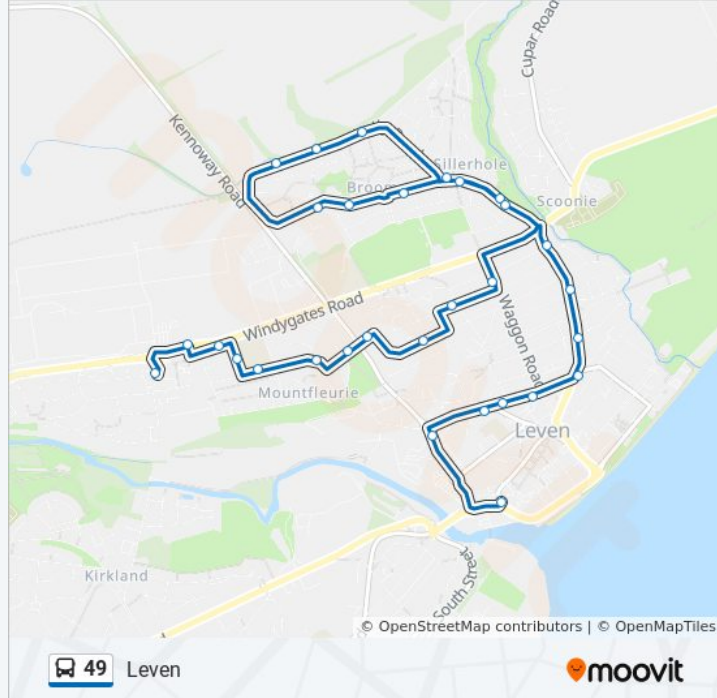 Cupar Road
Kennoway Road
Sillerhole
Broom
Scoonie
Windygates Road
Waggon Road
Mountfleurie
Leven
Kirkland
South Street
© OpenStreetMap contributors | © OpenMapTiles
49 Leven
moovit